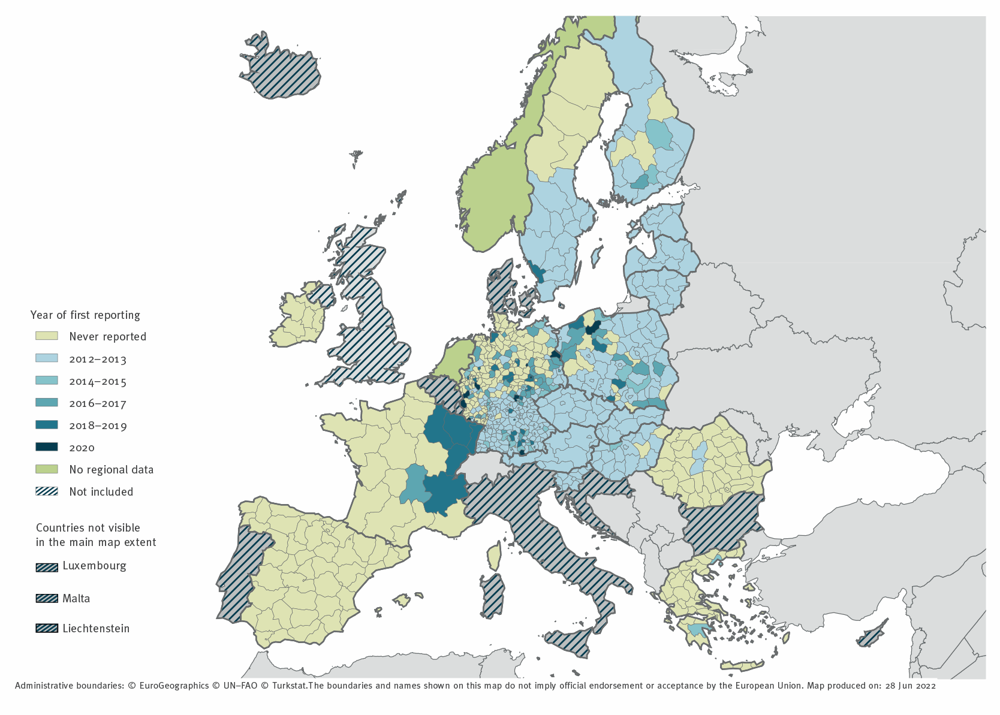 Year of first reporting
Never reported
2012–2013
2014–2015
2016–2017
2018–2019
2020
No regional data
Not included
Countries not visible
in the main map extent
Luxembourg
Malta
Liechtenstein
Administrative boundaries: © EuroGeographics © UN–FAO © Turkstat.The boundaries and names shown on this map do not imply official endorsement or acceptance by the European Union. Map produced on: 28 Jun 2022